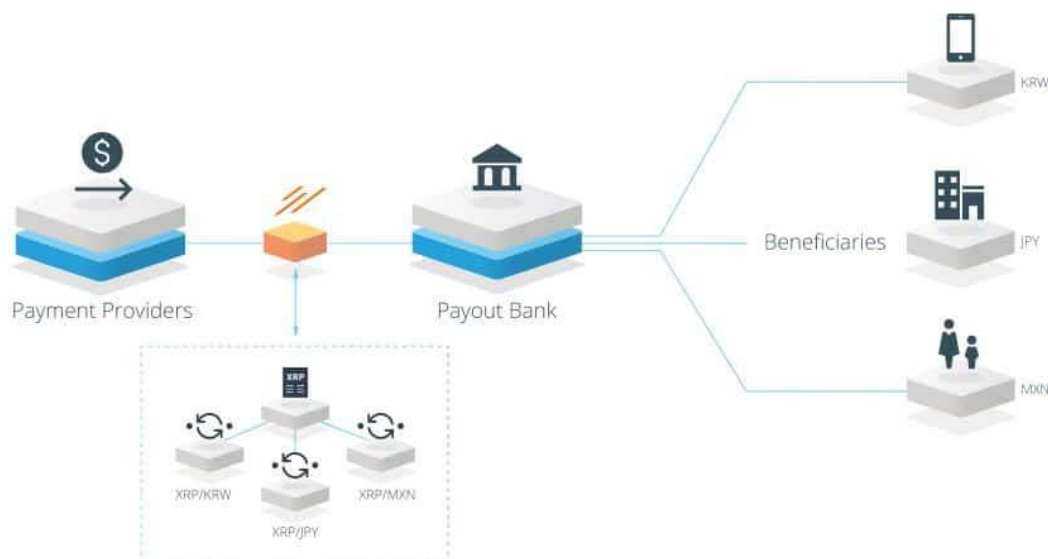 KRW
$
Payment Providers
Payout Bank
Beneficiaries
JPY
MXN
XRP
XRP/KRW
XRP/JPY
XRP/MXN